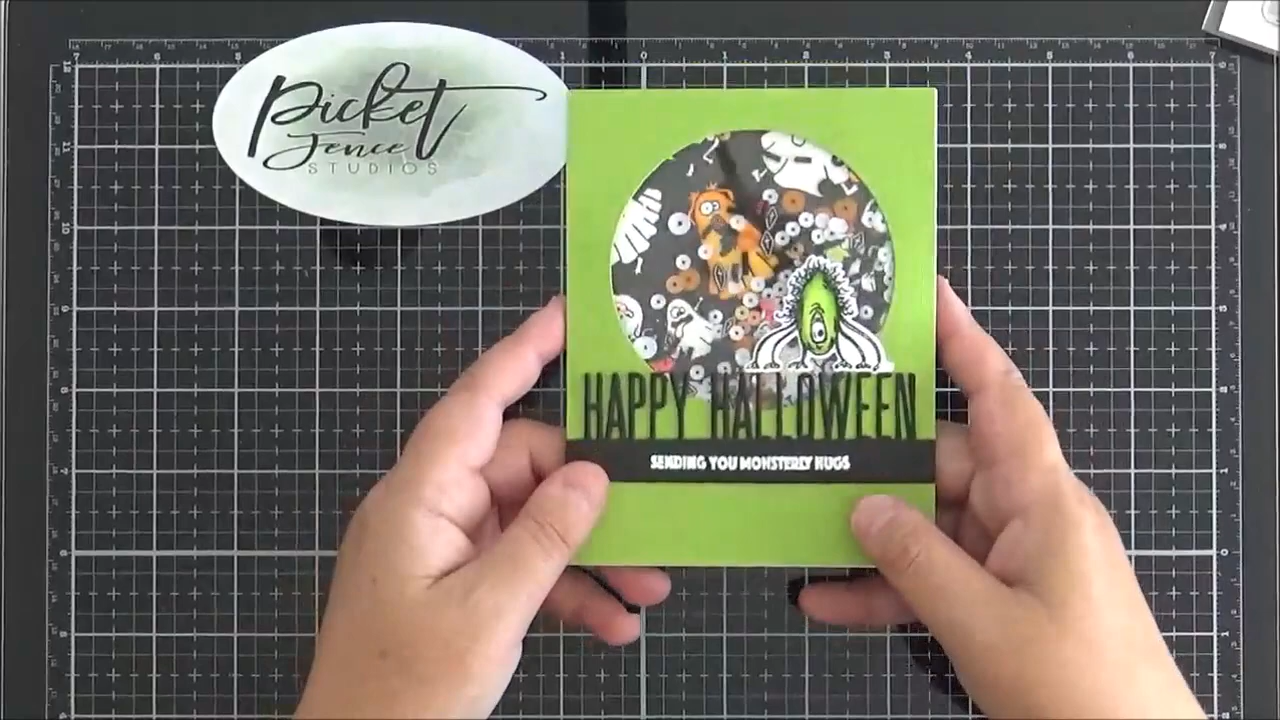 Picket
Fence
STUDIOS
HAPPY HALLOWEEN
SENDING YOU MONSTERLY HUGS